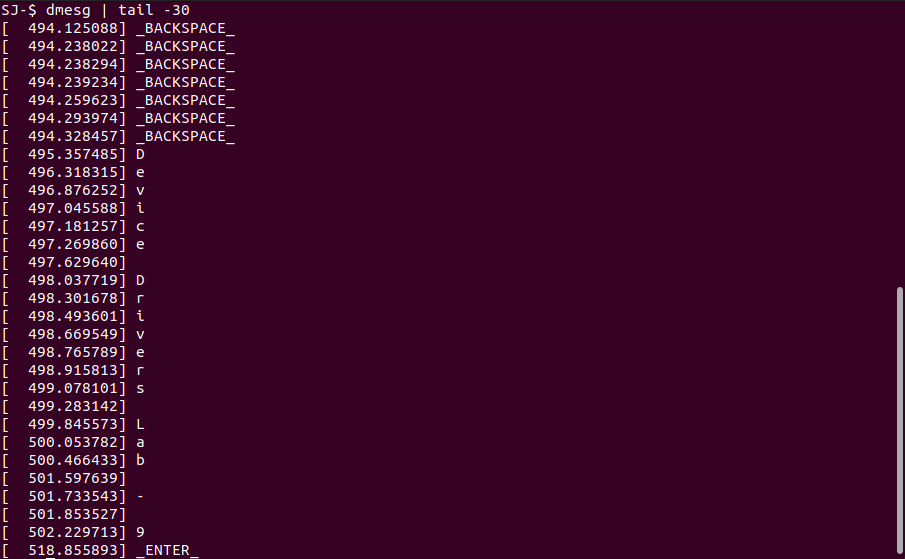 SJ-$ dmesg | tail -30
[  494.125088] _BACKSPACE_
[  494.238022] _BACKSPACE_
[  494.238294] _BACKSPACE_
[  494.239234] _BACKSPACE_
[  494.259623] _BACKSPACE_
[  494.293974] _BACKSPACE_
[  494.328457] _BACKSPACE_
[  495.357485] D
[  496.318315] e
[  496.876252] v
[  497.045588] i
[  497.181257] c
[  497.269860] e
[  497.629640]
[  498.037719] D
[  498.301678] r
[  498.493601] i
[  498.669549] v
[  498.765789] e
[  498.915813] r
[  499.078101] s
[  499.283142]
[  499.845573] L
[  500.053782] a
[  500.466433] b
[  501.597639]
[  501.733543] -
[  501.853527]
[  502.229713] 9
[  518.855893] _ENTER_